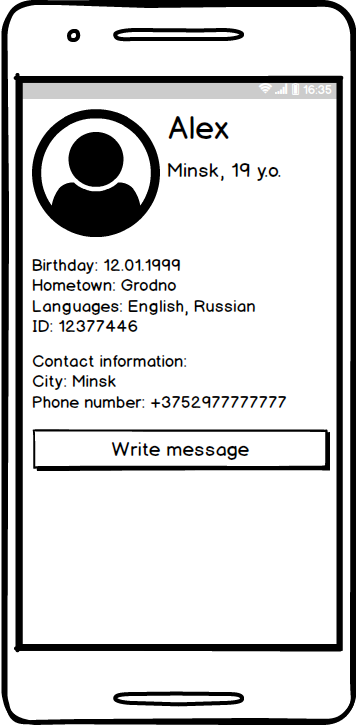 16:35
Alex
Minsk, 19 y.o.
Birthday: 12.01.1999
Hometown: Grodno
Languages: English, Russian
ID: 12377446
Contact information:
City: Minsk
Phone number: +3752977777777
Write message